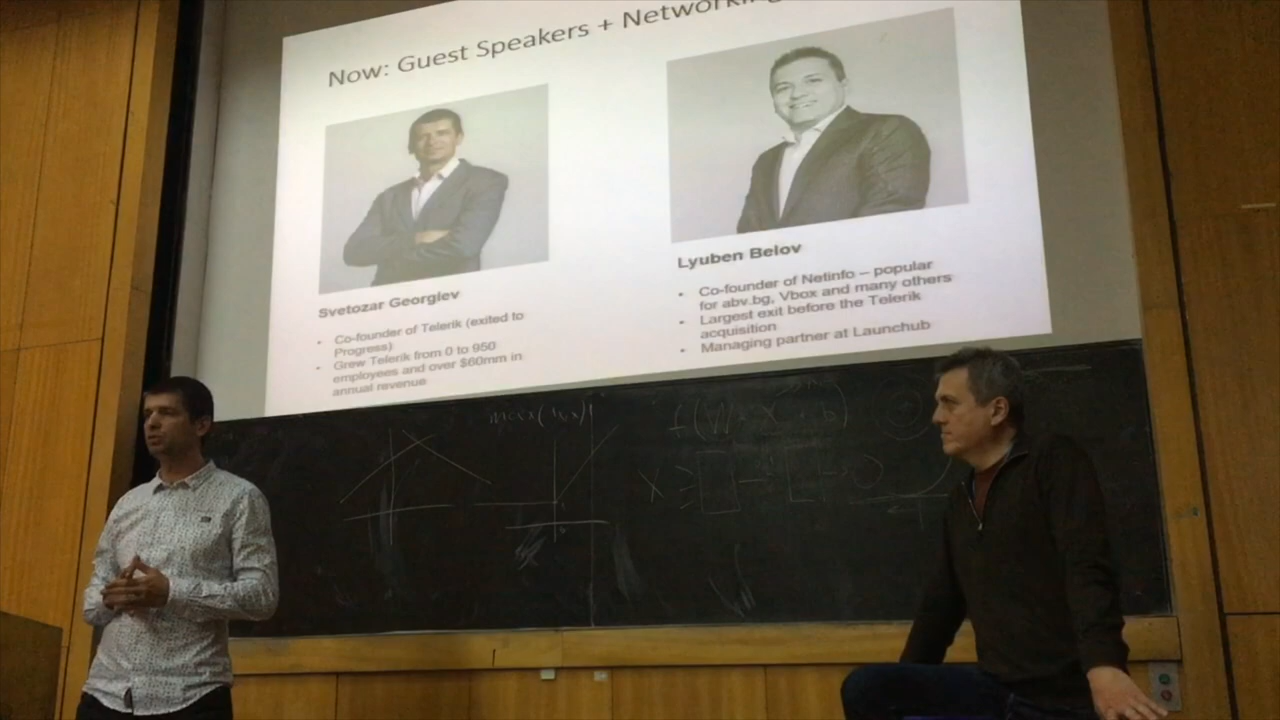 Now: Guest Speakers + Networking
Svetozar Georgiev
• Co-founder of Telerik (exited to
Progress)
• Grew Telerik from 0 to 950
employees and over $60mm in
annual revenue
Lyuben Belov
• Co-founder of Netinfo – popular
for abv.bg, Vbox and many others
• Largest exit before the Telerik
acquisition
• Managing partner at Launchub
X